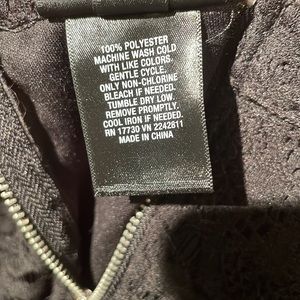 100% POLYESTER
MACHINE WASH COLD
WITH LIKE COLORS.
GENTLE CYCLE.
ONLY NON-CHLORINE
BLEACH IF NEEDED.
TUMBLE DRY LOW.
REMOVE PROMPTLY.
COOL IRON IF NEEDED.
RN 17730 VN 2242811
MADE IN CHINA